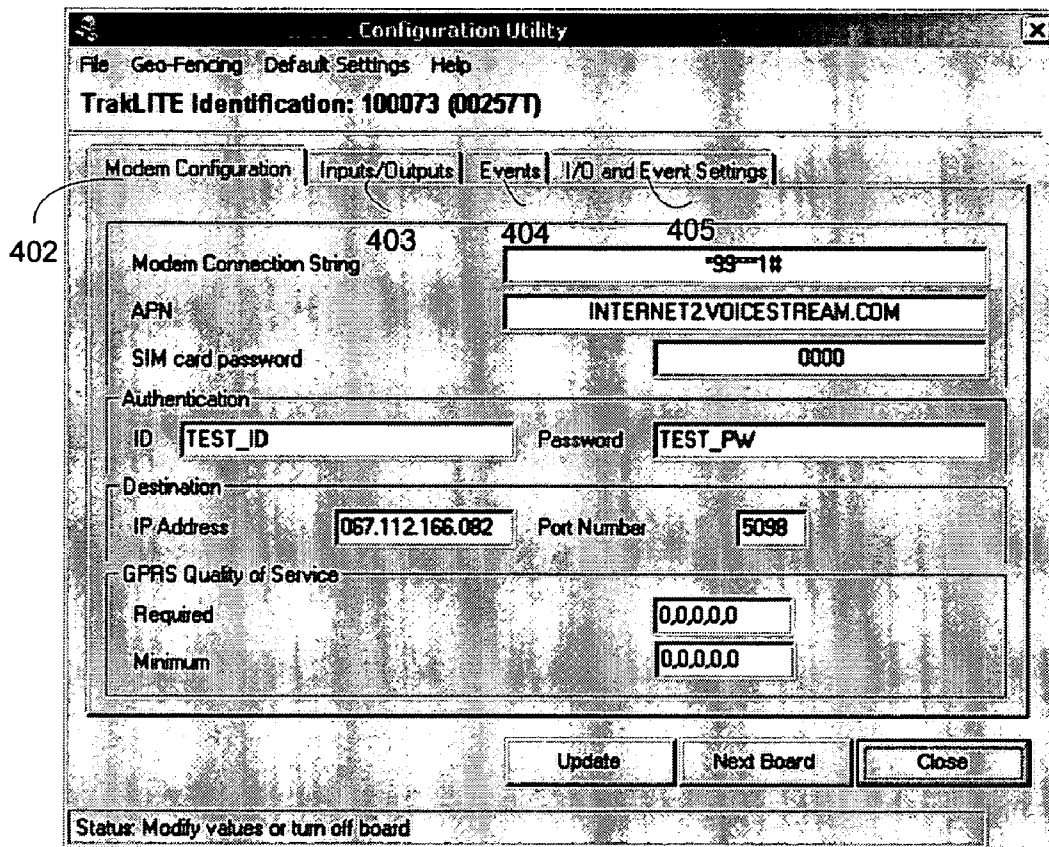 Configuration Utility
File Geo-Fencing Default Settings Help
TrakLITE Identification: 100073 (00257T)
Modem Configuration Inputs/Outputs Events I/O and Event Settings
402 403 404 405
Modem Connection String *99***1#
APN INTERNET2.VOICESTREAM.COM
SIM card password 0000
Authentication
ID TEST_ID Password TEST_PW
Destination
IP Address 067.112.166.082 Port Number 5098
GPRS Quality of Service
Required 0,0,0,0,0
Minimum 0,0,0,0,0
Update Next Board Close
Status: Modify values or turn off board